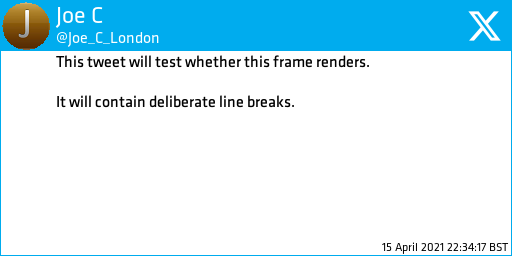 J
Joe C
@Joe_C_London
This tweet will test whether this frame renders.
It will contain deliberate line breaks.
15 April 2021 22:34:17 BST